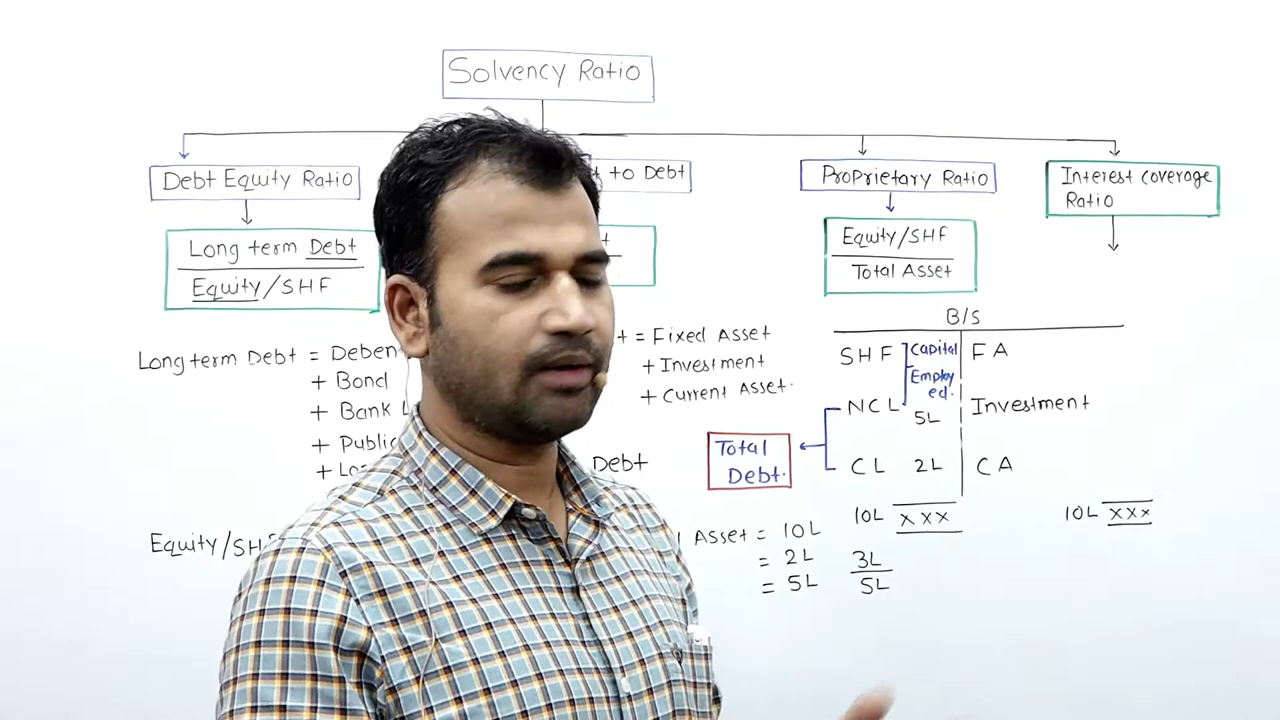 Solvency Ratio
Debt Equity Ratio
to Debt
Proprietary Ratio
Interest coverage
Ratio
Long term Debt
Equity/SHF
Equity/SHF
Total Asset
B/S
Long term Debt =
+ Bond
+ Bank
+ Public
= Fixed Asset
+ Investment
+ Current Asset.
SHF
Capital
Employ
ed.
FA
NCL
5L
Investment
Total
Debt.
CL
2L
CA
Debt
10L xxx
10L xxx
Equity/SH
Asset = 10L
= 2L
= 5L
3L
5L